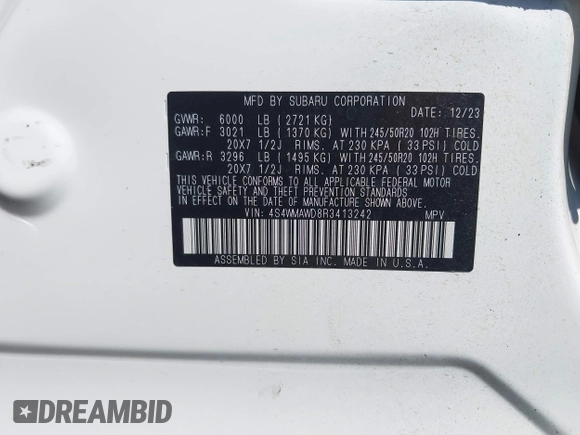 MFD BY SUBARU CORPORATION
DATE: 12/23
GVWR: 6000 LB ( 2721 KG)
GAWR:F 3021 LB ( 1370 KG) WITH 245/50R20 102H TIRES.
20X7 1/2J RIMS. AT 230 KPA ( 33 PSI) COLD
GAWR:R 3296 LB ( 1495 KG) WITH 245/50R20 102H TIRES.
20X7 1/2J RIMS. AT 230 KPA ( 33 PSI) COLD
THIS VEHICLE CONFORMS TO ALL APPLICABLE FEDERAL MOTOR
VEHICLE SAFETY AND THEFT PREVENTION STANDARDS
IN EFFECT ON THE DATE OF MANUFACTURE SHOWN ABOVE.
VIN: 4S4WMAWD8R3413242 MPV
ASSEMBLED BY SIA INC. MADE IN U.S.A.
DREAMBID